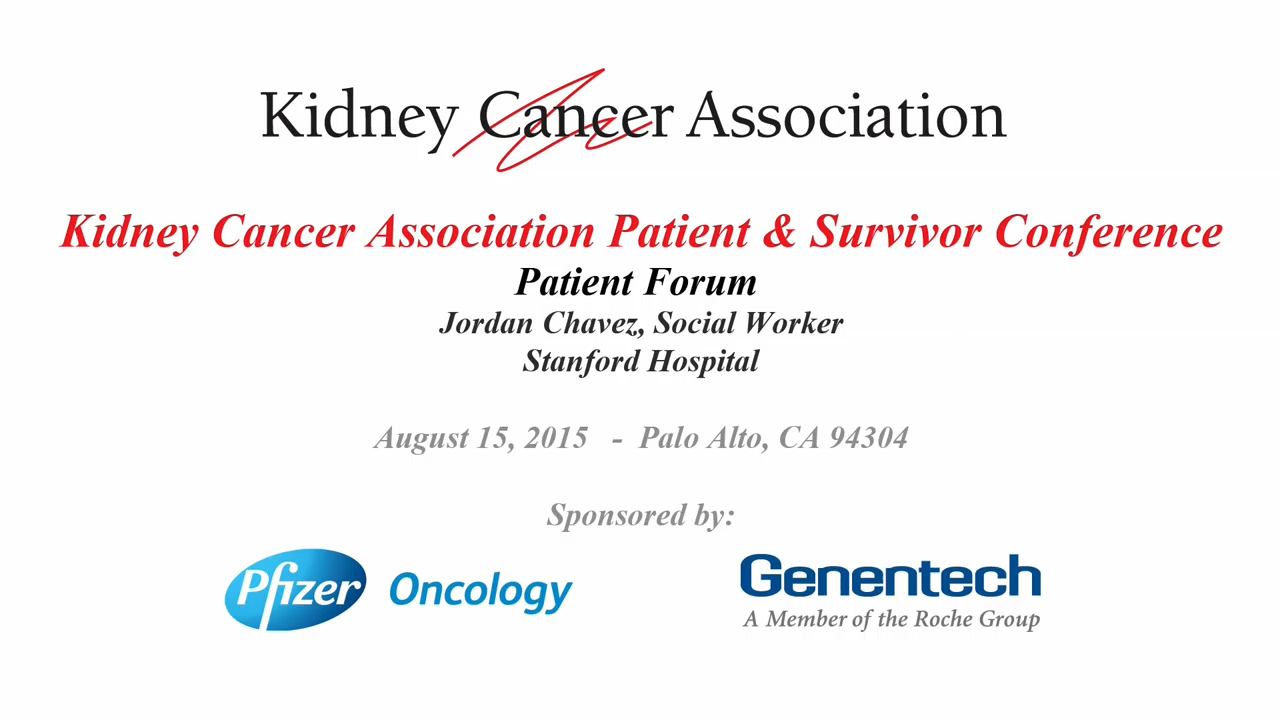 Kidney Cancer Association
Kidney Cancer Association Patient & Survivor Conference
Patient Forum
Jordan Chavez, Social Worker
Stanford Hospital
August 15, 2015 - Palo Alto, CA 94304
Sponsored by:
Pfizer Oncology
Genentech
A Member of the Roche Group